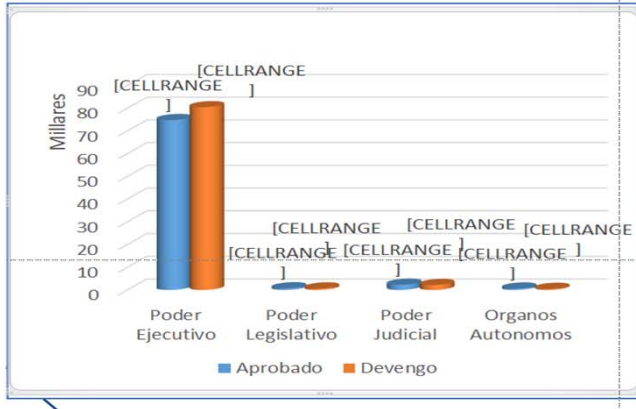 [CELLRANGE
]
[CELLRANGE
]
Millares
90
80
70
60
50
40
30
20
10
0
[CELLRANGE
]
[CELLRANGE
]
[CELLRANGE
]
[CELLRANGE
]
[CELLRANGE
]
[CELLRANGE
]
Poder
Ejecutivo
Poder
Legislativo
Poder
Judicial
Organos
Autonomos
Aprobado
Devengo